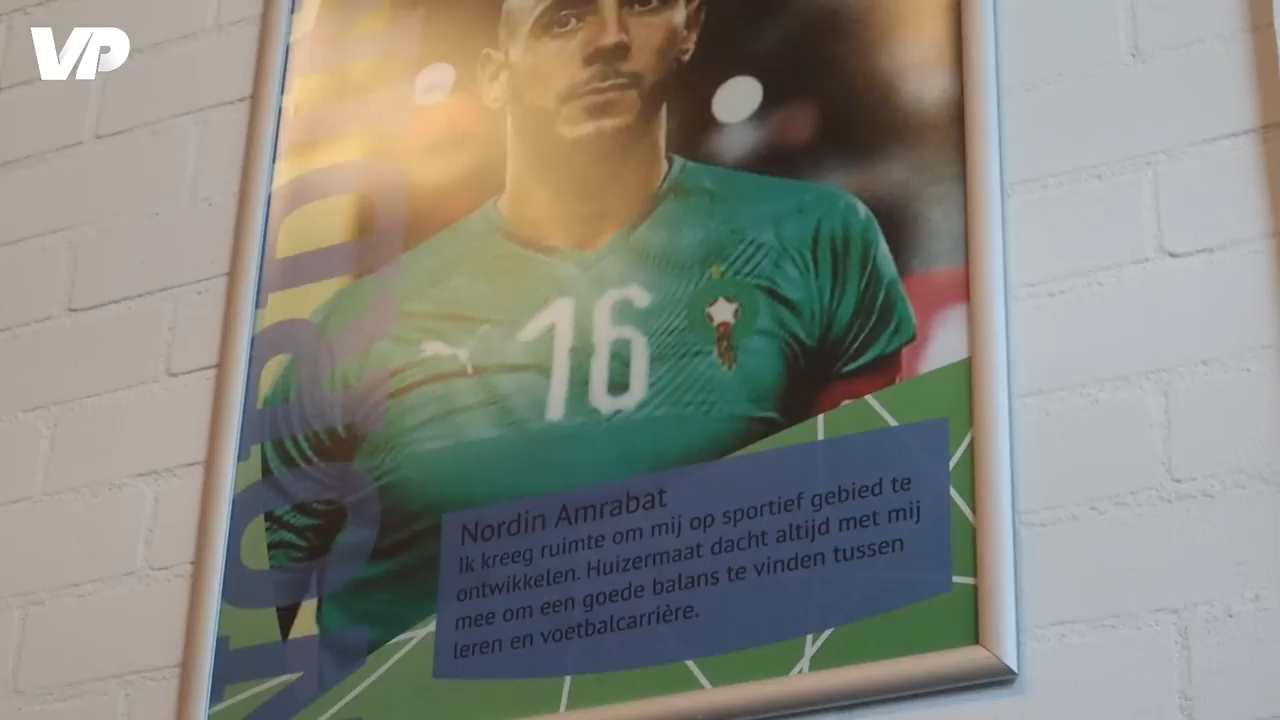 VP
NORD
16
Nordin Amrabat
Ik kreeg ruimte om mij op sportief gebied te
ontwikkelen. Huizermaat dacht altijd met mij
mee om een goede balans te vinden tussen
leren en voetbalcarrière.